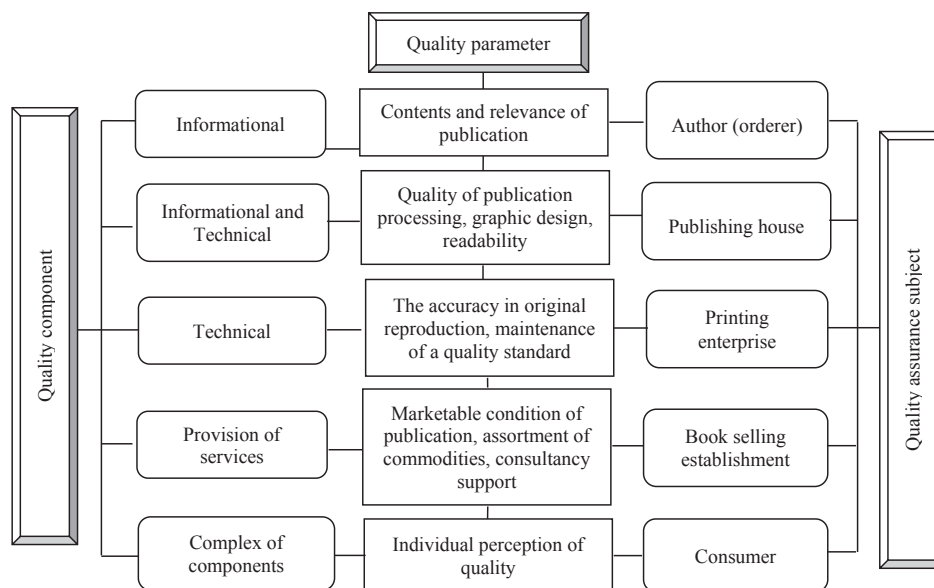 Quality parameter
Informational
Contents and relevance of
publication
Author (orderer)
Informational and
Technical
Quality of publication
processing, graphic design,
readability
Publishing house
Quality component
Technical
The accuracy in original
reproduction, maintenance
of a quality standard
Printing
enterprise
Quality assurance subject
Provision of
services
Marketable condition of
publication, assortment of
commodities, consultancy
support
Book selling
establishment
Complex of
components
Individual perception of
quality
Consumer